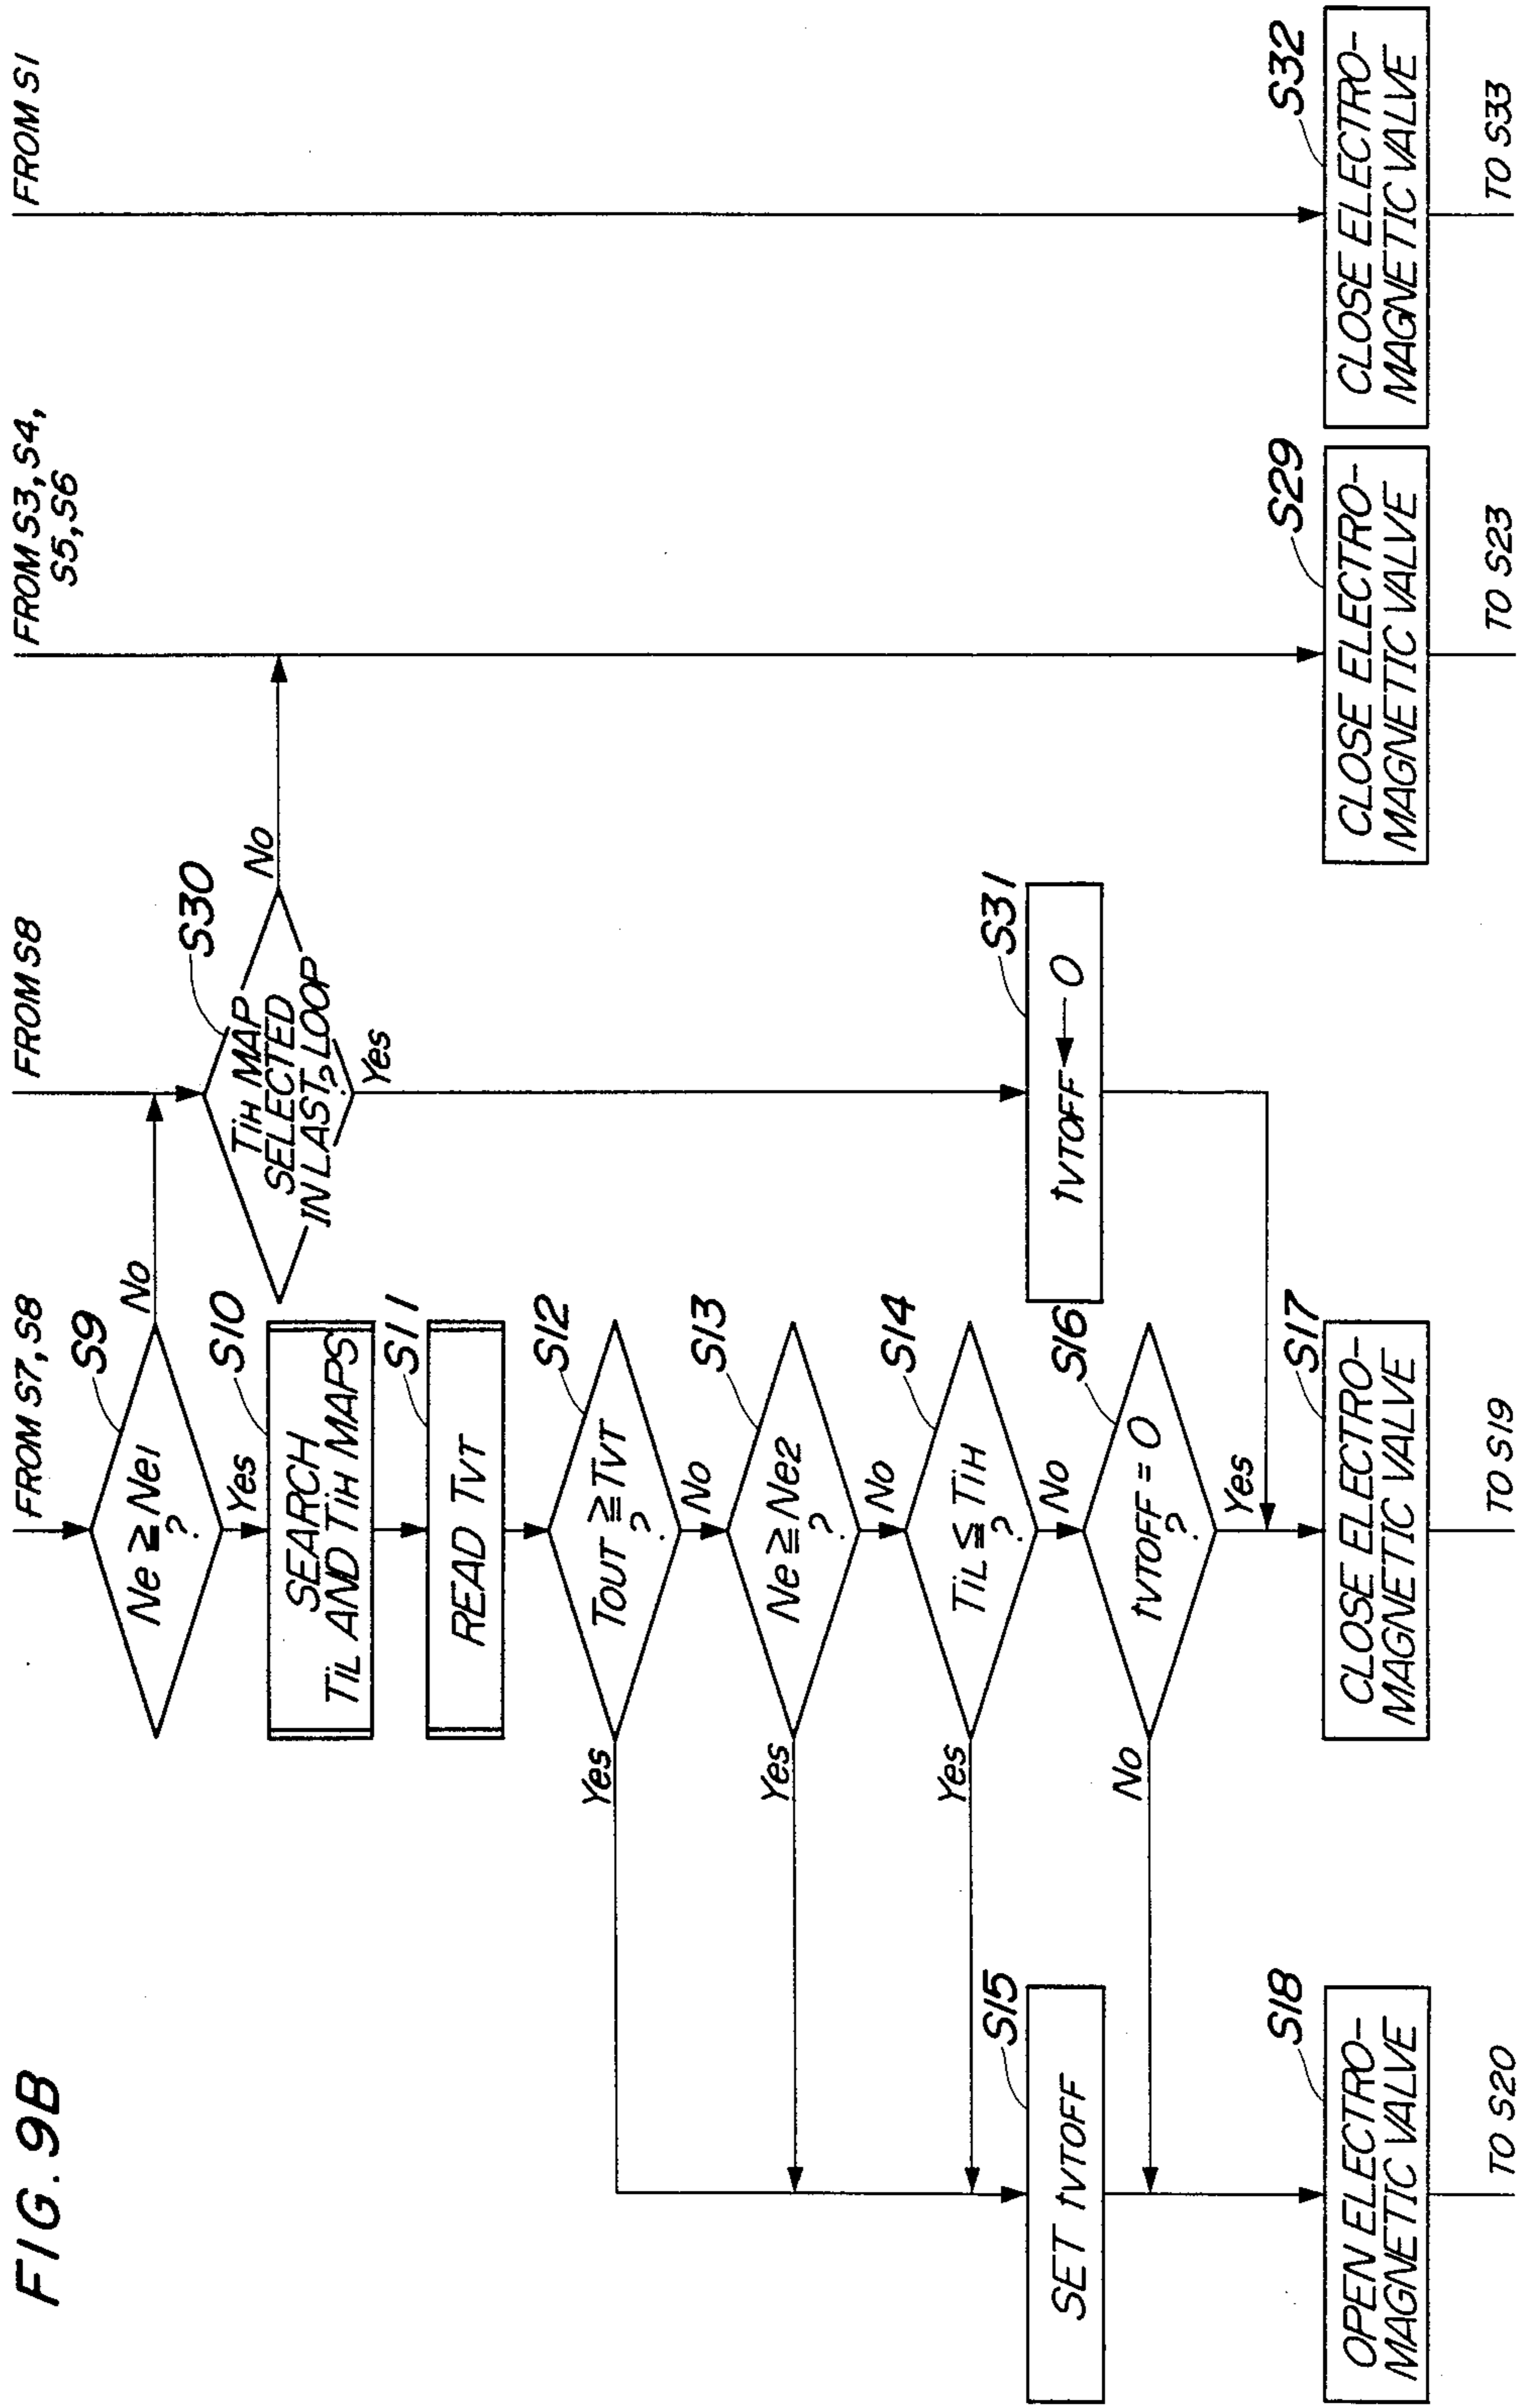 FIG. 9B
FROM S7, S8
FROM S8
FROM S3, S4,
S5, S6
FROM S1
S9
Ne ≧ Ne1
?
No
Yes
S30
TiH MAP
SELECTED
IN LAST LOOP
?
No
Yes
S10
SEARCH
TiL AND TiH MAPS
S11
READ TVT
S12
TOUT ≧ TVT
?
Yes
No
S13
Ne ≧ Ne2
?
Yes
No
S14
TiL ≦ TiH
?
Yes
No
S15
SET tVTOFF
S16
tVTOFF = 0
?
No
Yes
S31
tVTOFF ← 0
S18
OPEN ELECTRO-
MAGNETIC VALVE
S17
CLOSE ELECTRO-
MAGNETIC VALVE
S29
CLOSE ELECTRO-
MAGNETIC VALVE
S32
CLOSE ELECTRO-
MAGNETIC VALVE
TO S20
TO S19
TO S23
TO S33